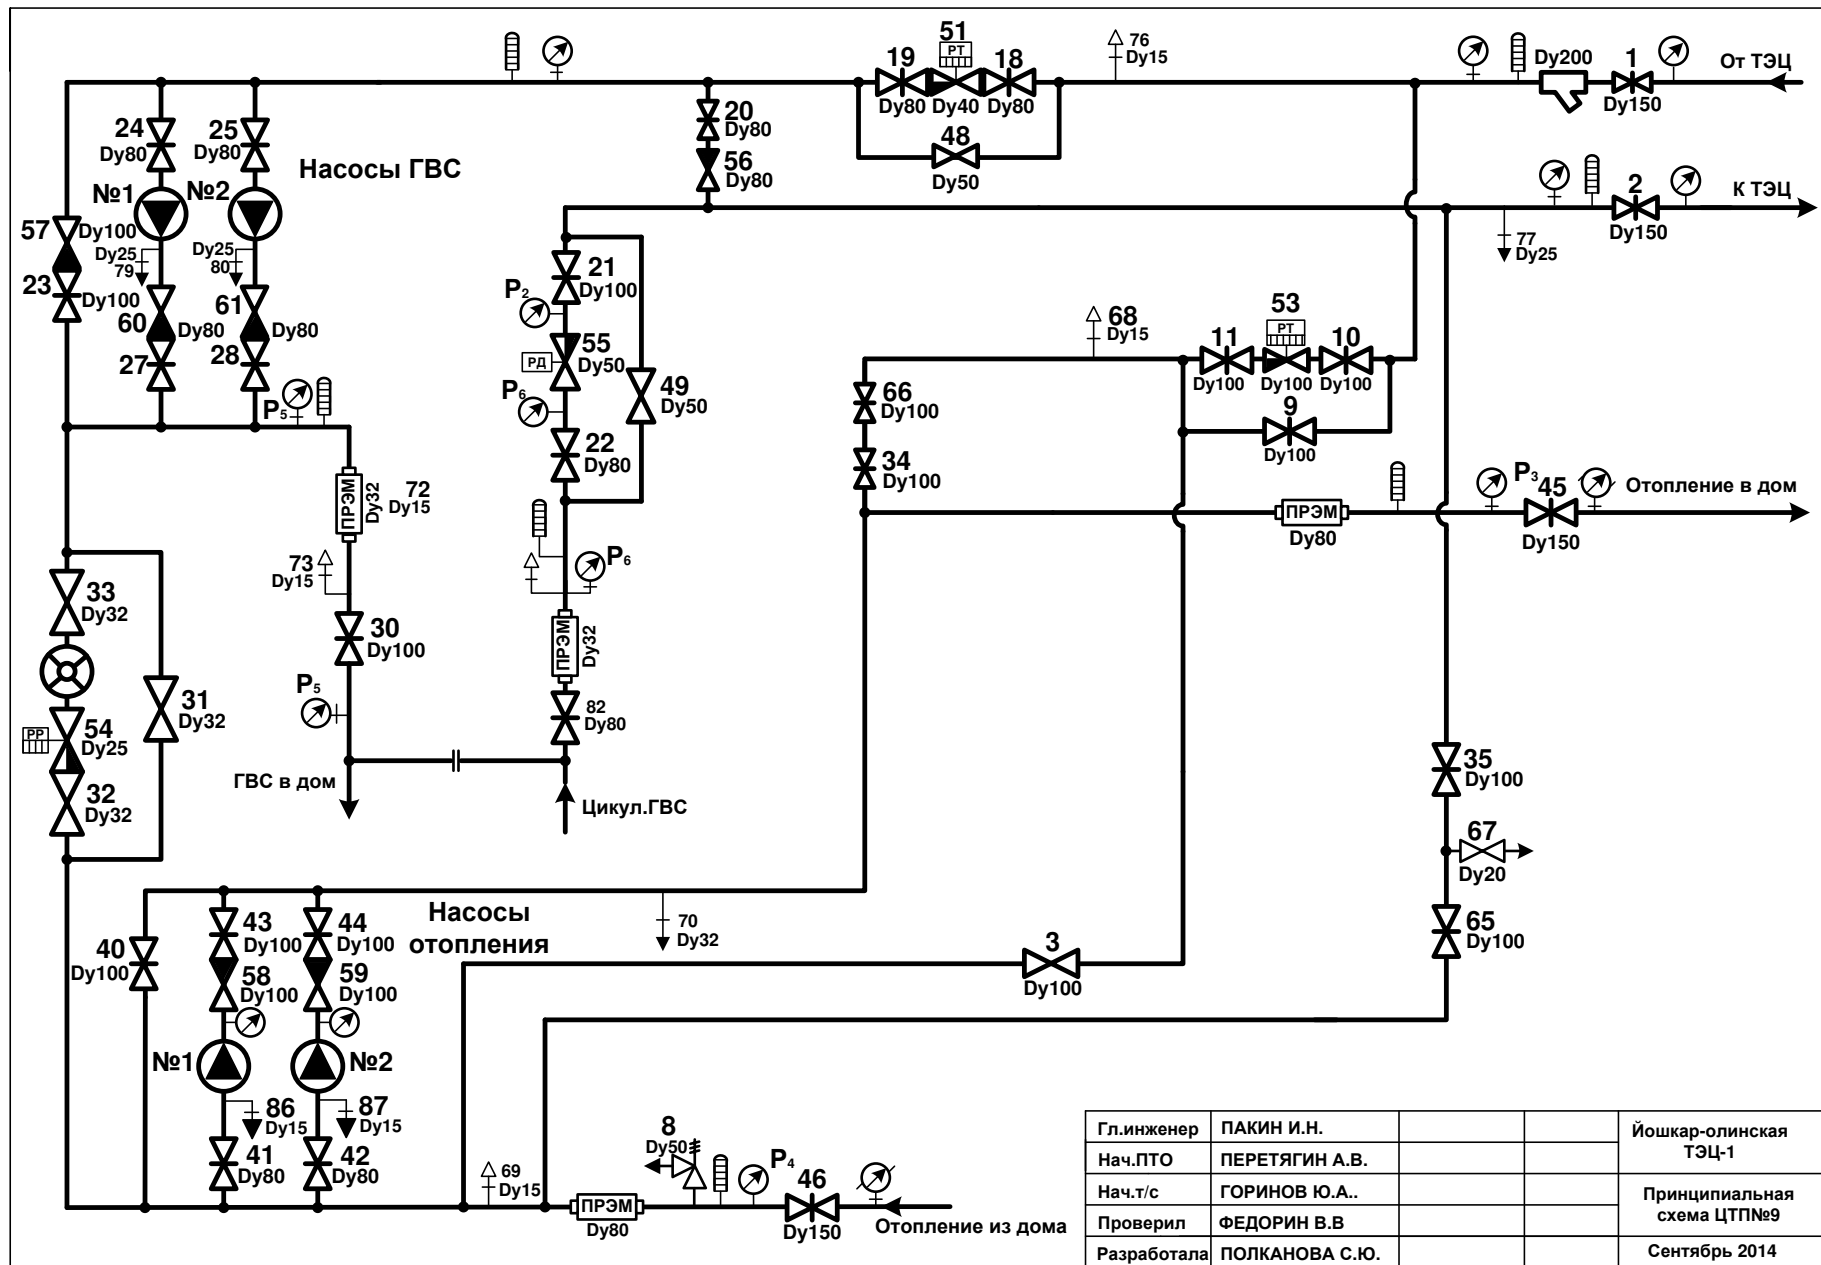 От ТЭЦ
1
Dy150
Dy200
76
Dy15
51
РТ
19
18
Dy80
Dy40
Dy80
48
Dy50
20
Dy80
56
Dy80
К ТЭЦ
2
Dy150
77
Dy25
24
Dy80
25
Dy80
Насосы ГВС
№1
№2
57
Dy100
Dy25
79
Dy25
80
23
Dy100
60
Dy80
61
Dy80
27
28
P5
21
Dy100
P2
55
Dy50
РД
P6
49
Dy50
22
Dy80
68
Dy15
53
РТ
11
10
Dy100
Dy100
Dy100
9
Dy100
66
Dy100
34
Dy100
ПРЭМ
Dy32
72
Dy15
73
Dy15
P6
ПРЭМ
Dy32
30
Dy100
P5
82
Dy80
ГВС в дом
Цикул.ГВС
ПРЭМ
Dy80
P3
45
Dy150
Отопление в дом
33
Dy32
31
Dy32
РР
54
Dy25
32
Dy32
35
Dy100
67
Dy20
65
Dy100
Насосы
отопления
43
Dy100
44
Dy100
40
Dy100
58
Dy100
59
Dy100
№1
№2
70
Dy32
3
Dy100
86
Dy15
87
Dy15
41
Dy80
42
Dy80
69
Dy15
8
Dy50
ПРЭМ
Dy80
P4
46
Dy150
Отопление из дома
Гл.инженер ПАКИН И.Н.
Нач.ПТО ПЕРЕТЯГИН А.В.
Нач.т/с ГОРИНОВ Ю.А..
Проверил ФЕДОРИН В.В
Разработала ПОЛКАНОВА С.Ю.
Йошкар-олинская
ТЭЦ-1
Принципиальная
схема ЦТП№9
Сентябрь 2014